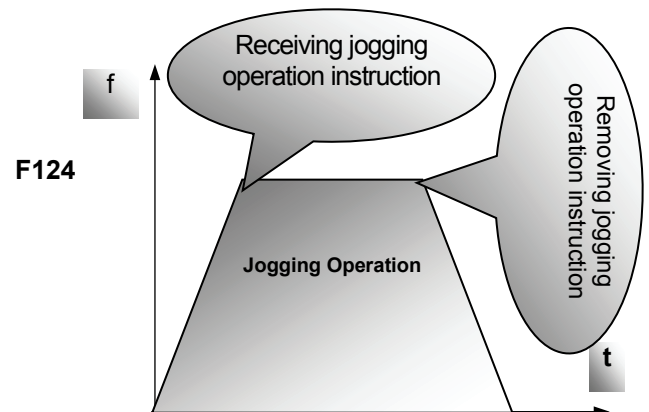 Receiving jogging
operation instruction
f
F124
Removing jogging
operation instruction
Jogging Operation
t